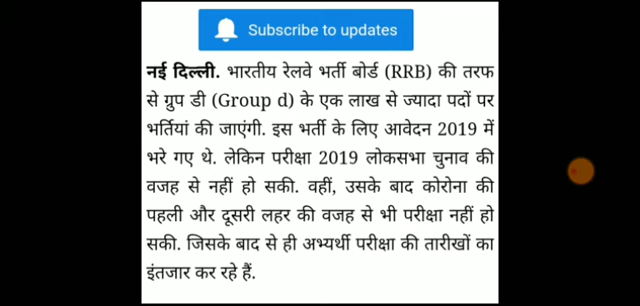 Subscribe to updates
नई दिल्ली. भारतीय रेलवे भर्ती बोर्ड (RRB) की तरफ
से ग्रुप डी (Group d) के एक लाख से ज्यादा पदों पर
भर्तियां की जाएंगी. इस भर्ती के लिए आवेदन 2019 में
भरे गए थे. लेकिन परीक्षा 2019 लोकसभा चुनाव की
वजह से नहीं हो सकी. वहीं, उसके बाद कोरोना की
पहली और दूसरी लहर की वजह से भी परीक्षा नहीं हो
सकी. जिसके बाद से ही अभ्यर्थी परीक्षा की तारीखों का
इंतजार कर रहे हैं.